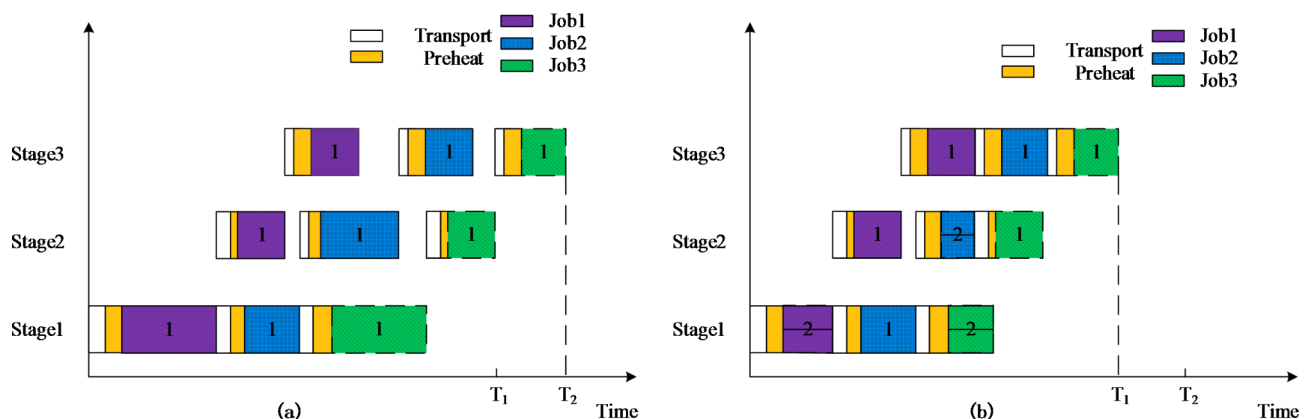 Job1
Transport
Job2
Preheat
Job3
Stage3
1
1
1
Stage2
1
1
1
Stage1
1
1
1
T1
T2
(a)
Time
Job1
Transport
Job2
Preheat
Job3
Stage3
1
1
1
Stage2
1
2
1
Stage1
2
1
2
T1
T2
(b)
Time